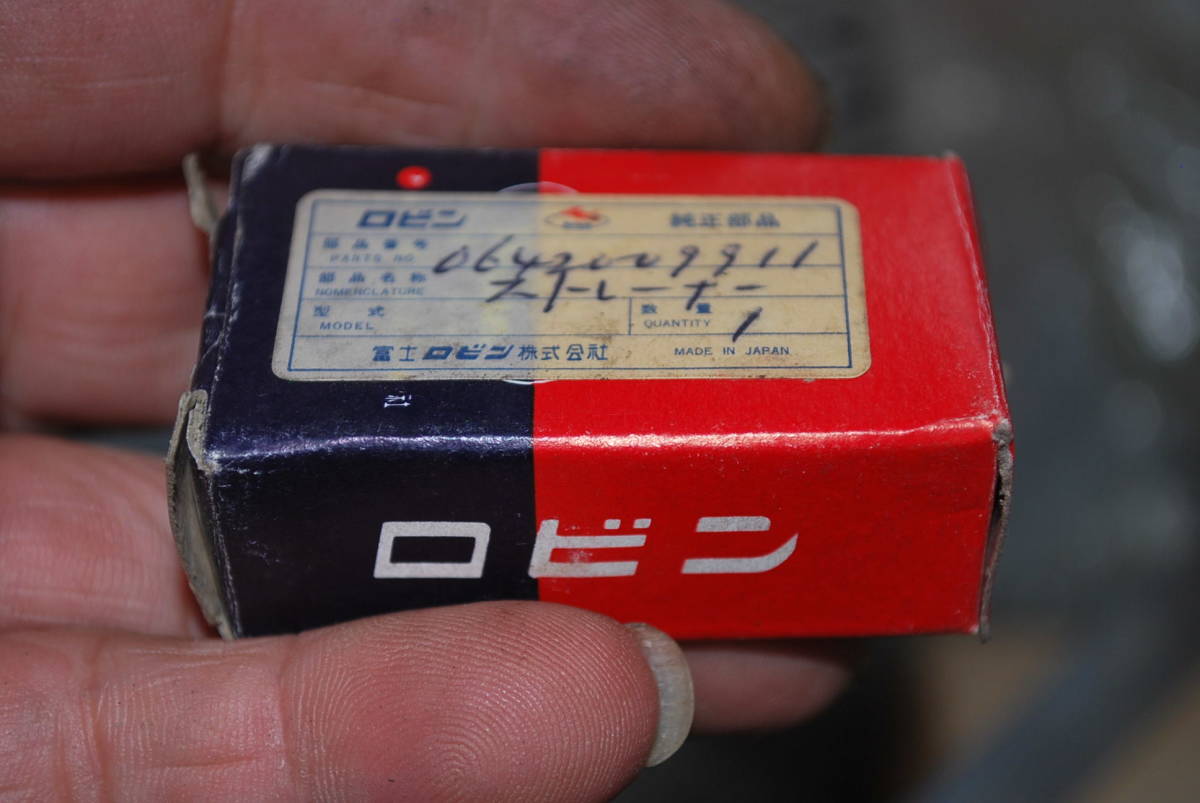 ロビン 純正部品
部品番号
PARTS NO.
部品名称 ストレーナー
NOMENCLATURE
型式 数量
MODEL QUANTITY 1
富士ロビン株式会社 MADE IN JAPAN
ロビン